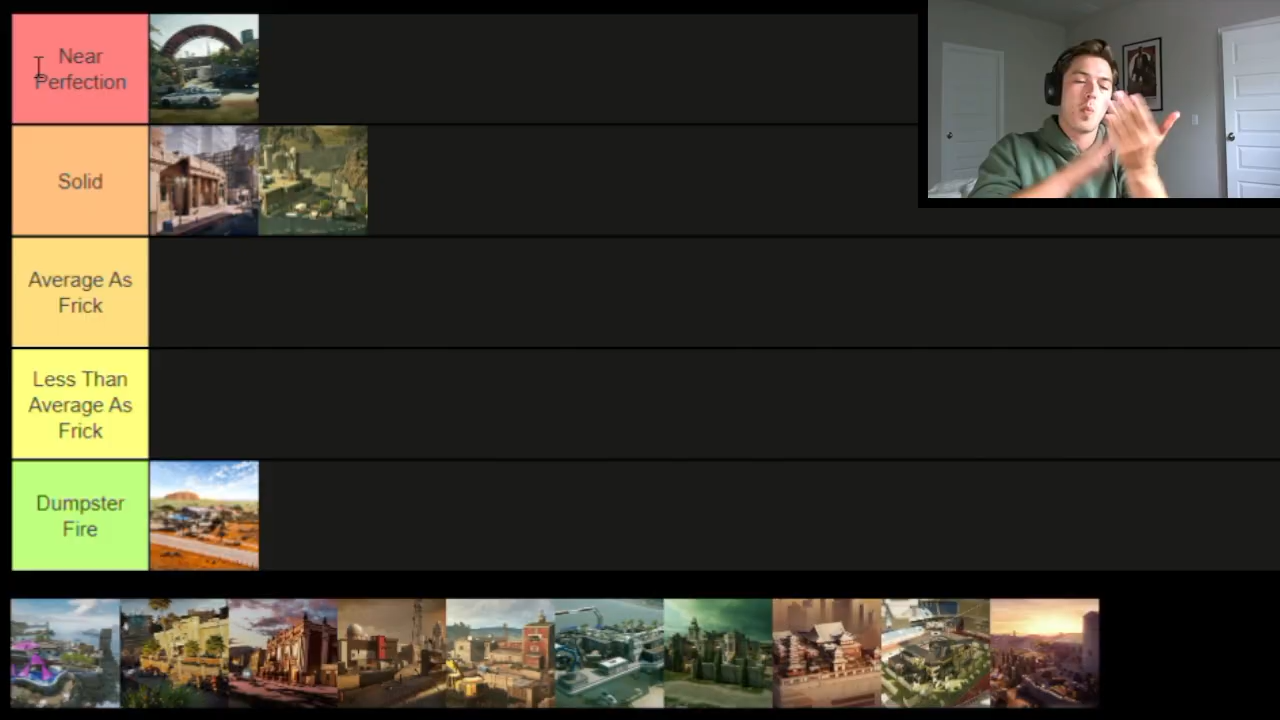 Near
Perfection
Solid
Average As
Frick
Less Than
Average As
Frick
Dumpster
Fire